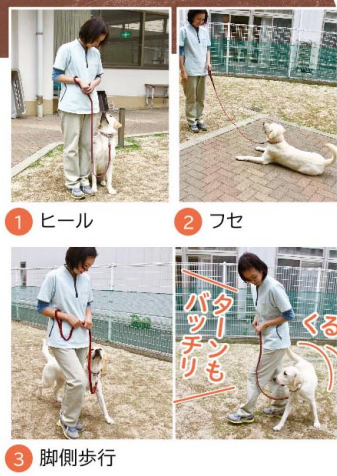 1 ヒール
2 フセ
ターンも
バッチリ
くる
3 脚側歩行